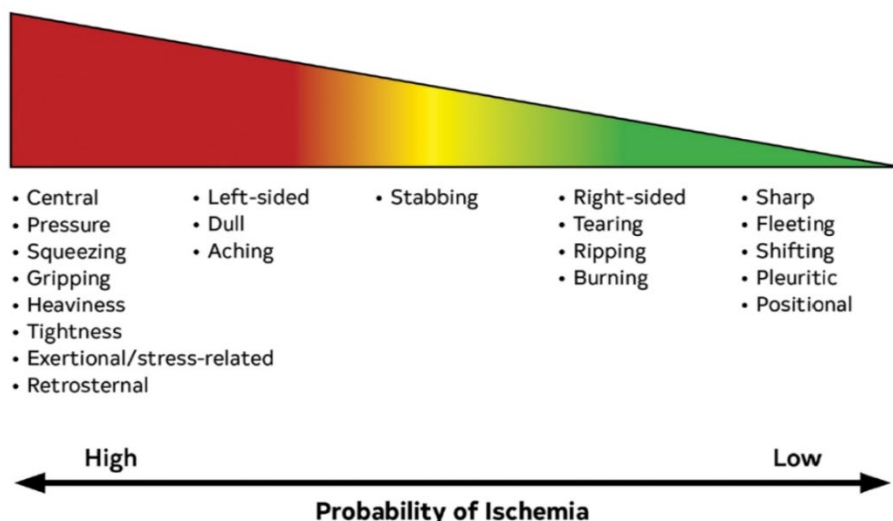 • Central
• Pressure
• Squeezing
• Gripping
• Heaviness
• Tightness
• Exertional/stress-related
• Retrosternal
• Left-sided
• Dull
• Aching
• Stabbing
• Right-sided
• Tearing
• Ripping
• Burning
• Sharp
• Fleeting
• Shifting
• Pleuritic
• Positional
High
Low
Probability of Ischemia